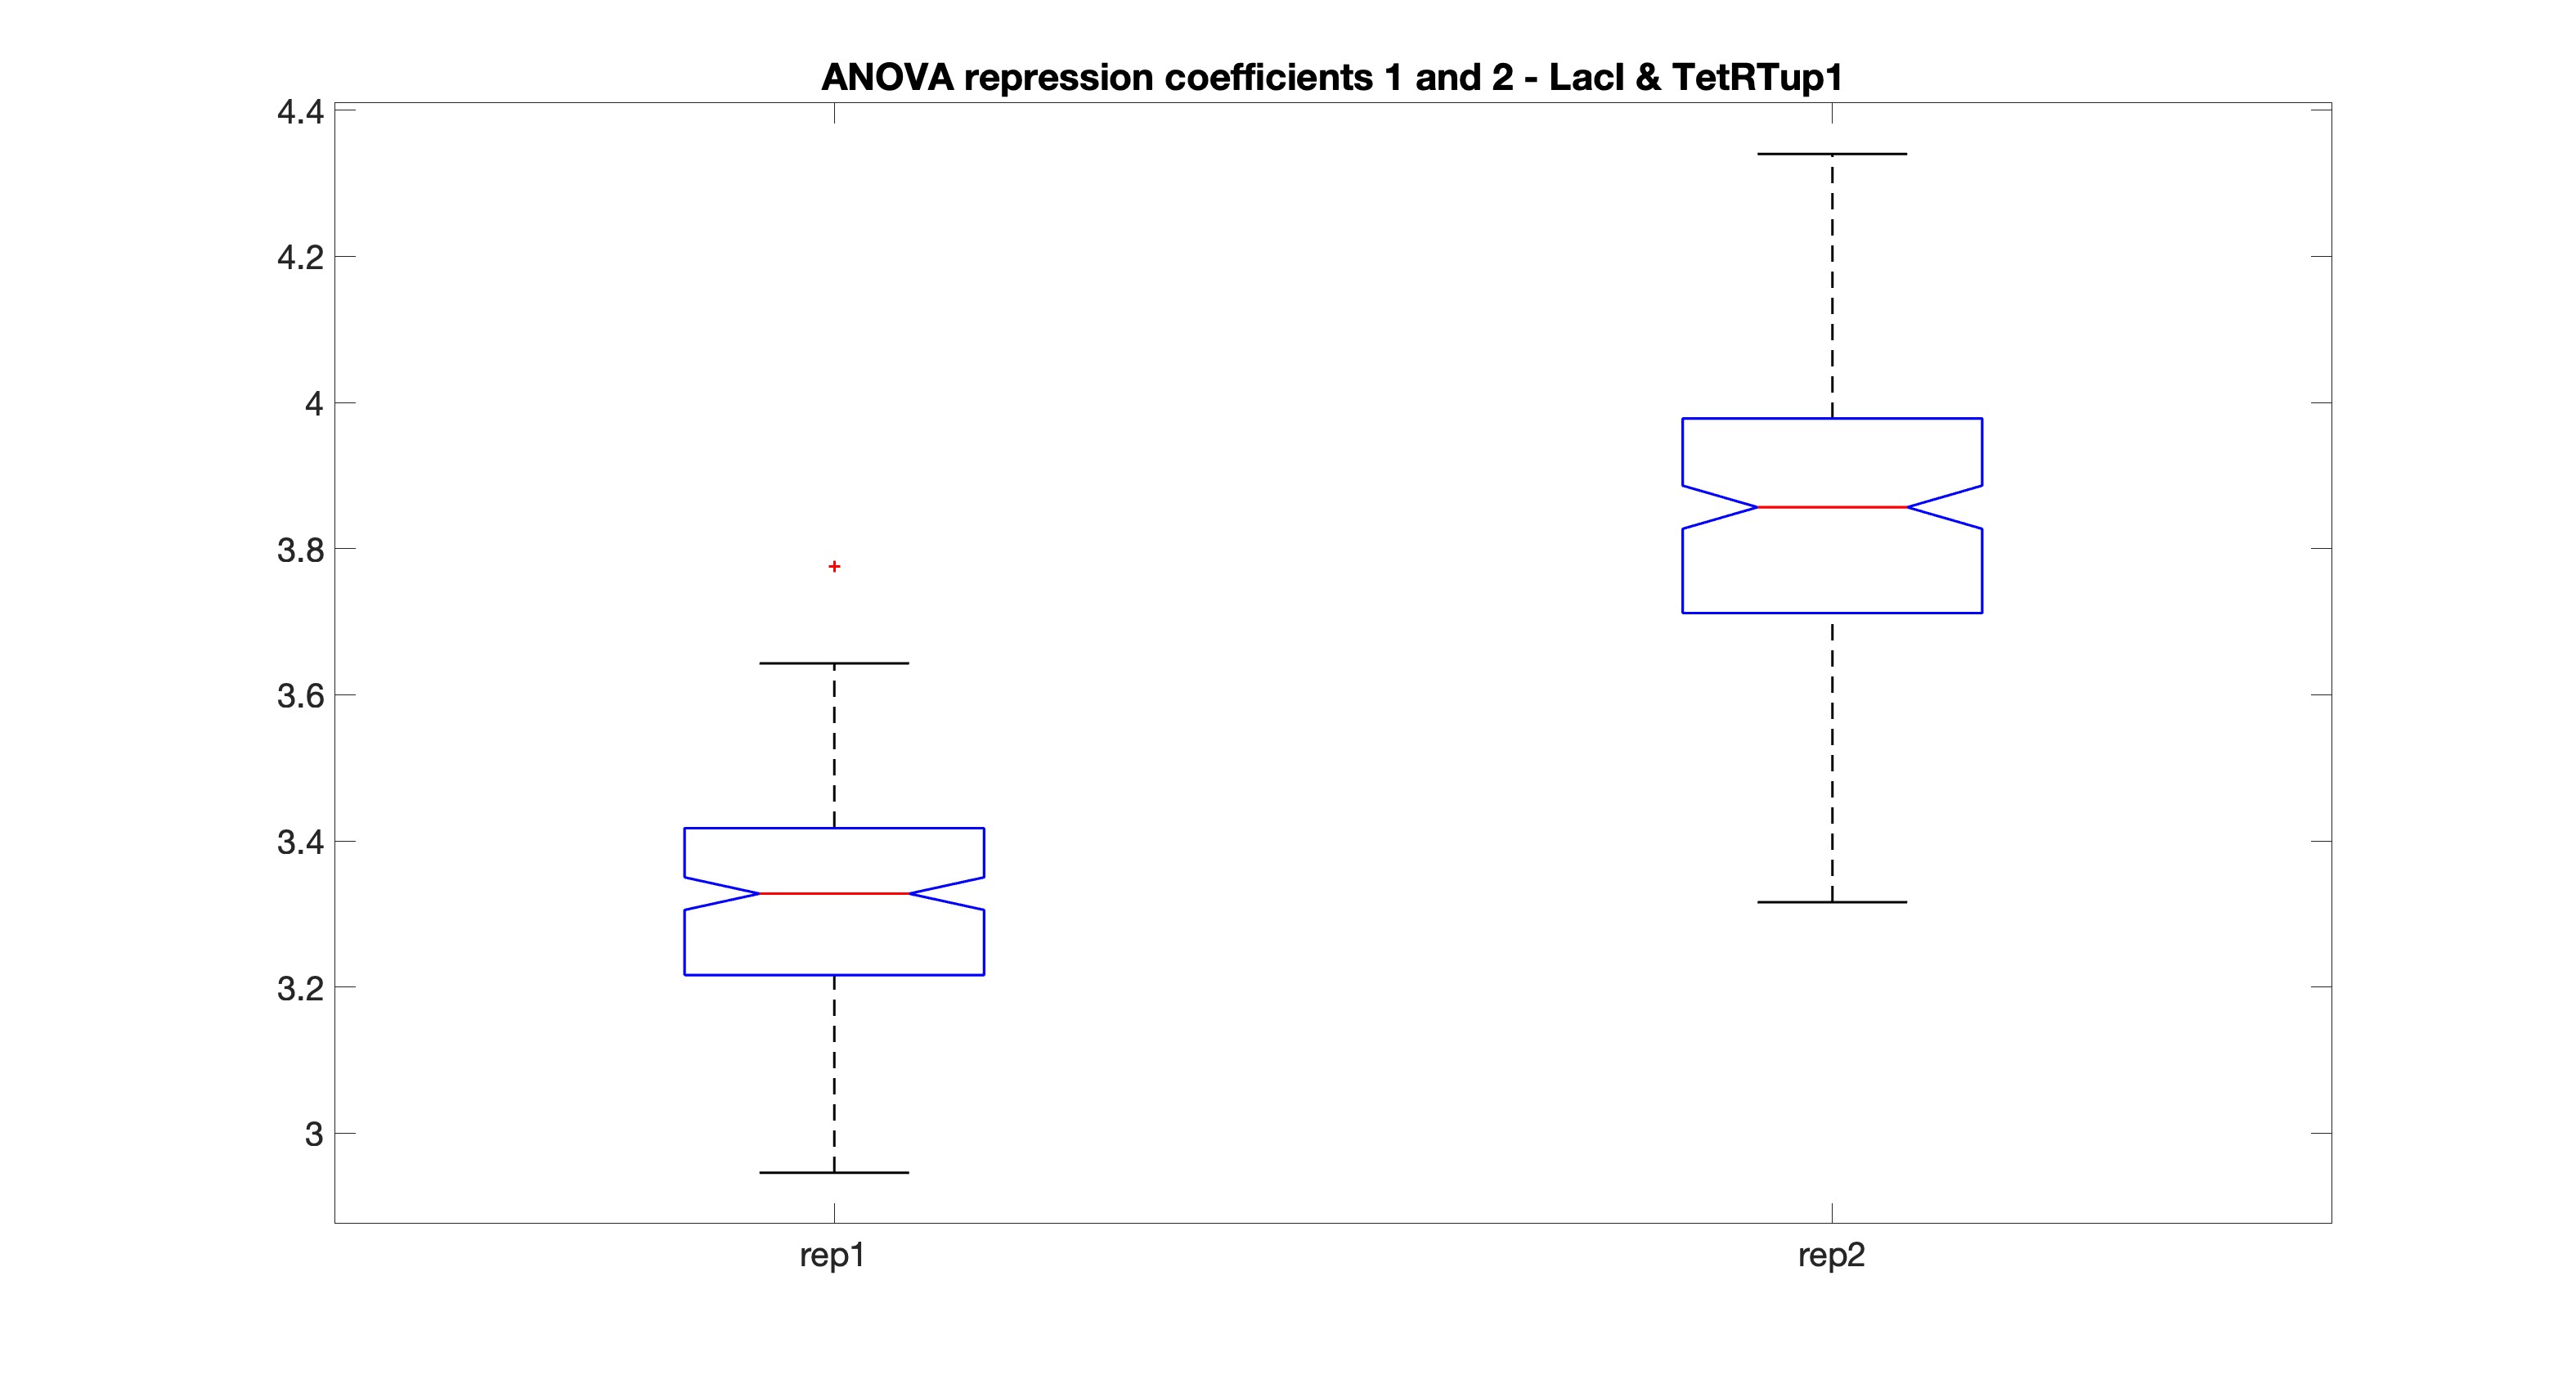 ANOVA repression coefficients 1 and 2 - LacI & TetRTup1
4.4
4.2
4
3.8
3.6
3.4
3.2
3
rep1
rep2